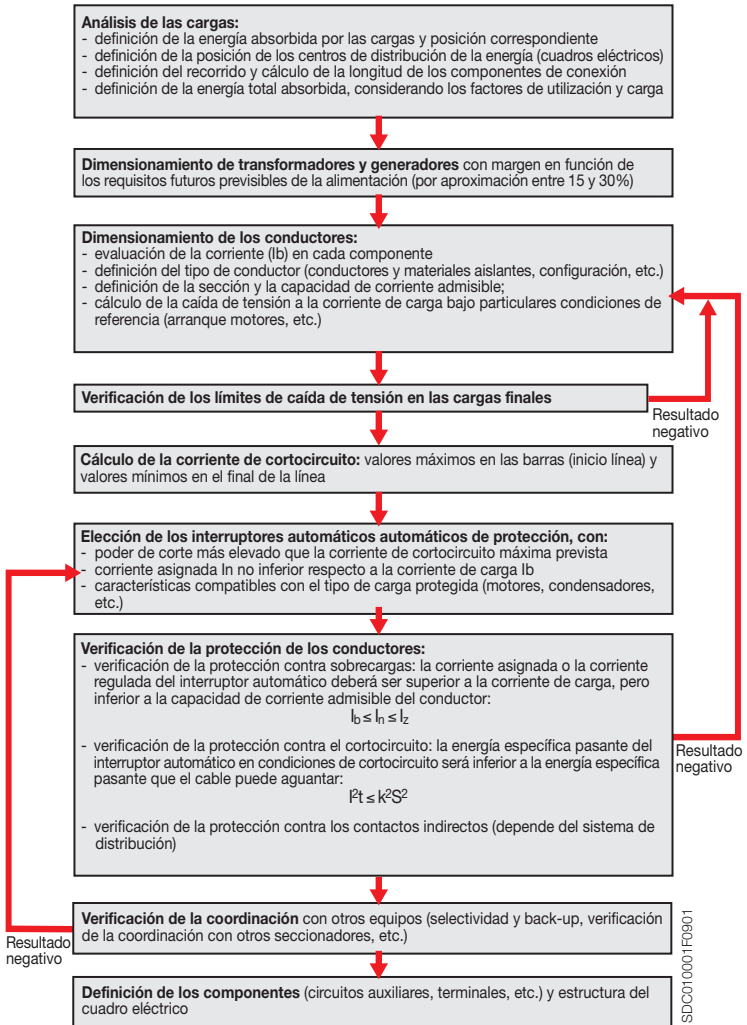 Análisis de las cargas:
- definición de la energía absorbida por las cargas y posición correspondiente
- definición de la posición de los centros de distribución de la energía (cuadros eléctricos)
- definición del recorrido y cálculo de la longitud de los componentes de conexión
- definición de la energía total absorbida, considerando los factores de utilización y carga
Dimensionamiento de transformadores y generadores con margen en función de
los requisitos futuros previsibles de la alimentación (por aproximación entre 15 y 30%)
Dimensionamiento de los conductores:
- evaluación de la corriente (Ib) en cada componente
- definición del tipo de conductor (conductores y materiales aislantes, configuración, etc.)
- definición de la sección y la capacidad de corriente admisible;
- cálculo de la caída de tensión a la corriente de carga bajo particulares condiciones de
referencia (arranque motores, etc.)
Verificación de los límites de caída de tensión en las cargas finales
Resultado
negativo
Cálculo de la corriente de cortocircuito: valores máximos en las barras (inicio línea) y
valores mínimos en el final de la línea
Elección de los interruptores automáticos automáticos de protección, con:
- poder de corte más elevado que la corriente de cortocircuito máxima prevista
- corriente asignada In no inferior respecto a la corriente de carga Ib
- características compatibles con el tipo de carga protegida (motores, condensadores,
etc.)
Verificación de la protección de los conductores:
- verificación de la protección contra sobrecargas: la corriente asignada o la corriente
regulada del interruptor automático deberá ser superior a la corriente de carga, pero
inferior a la capacidad de corriente admisible del conductor:
I_b ≤ I_n ≤ I_z
- verificación de la protección contra el cortocircuito: la energía específica pasante del
interruptor automático en condiciones de cortocircuito será inferior a la energía específica
pasante que el cable puede aguantar:
I²t ≤ k²S²
- verificación de la protección contra los contactos indirectos (depende del sistema de
distribución)
Resultado
negativo
Verificación de la coordinación con otros equipos (selectividad y back-up, verificación
de la coordinación con otros seccionadores, etc.)
Resultado
negativo
Definición de los componentes (circuitos auxiliares, terminales, etc.) y estructura del
cuadro eléctrico
SDC010001F0901